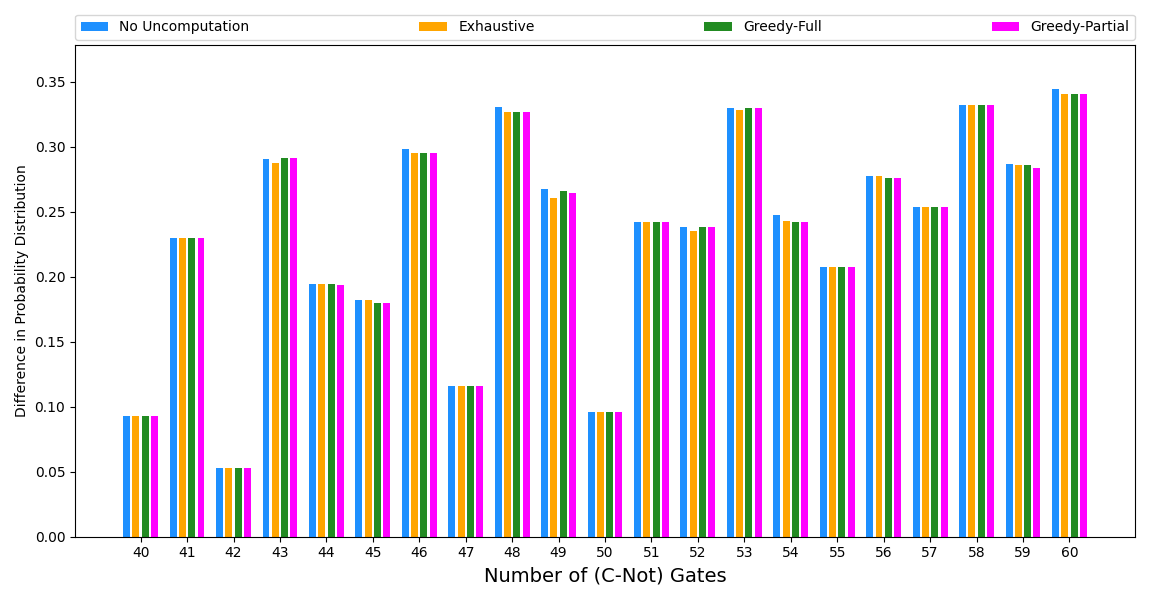 No Uncomputation Exhaustive Greedy-Full Greedy-Partial
Difference in Probability Distribution
0.35
0.30
0.25
0.20
0.15
0.10
0.05
0.00
40 41 42 43 44 45 46 47 48 49 50 51 52 53 54 55 56 57 58 59 60
Number of (C-Not) Gates